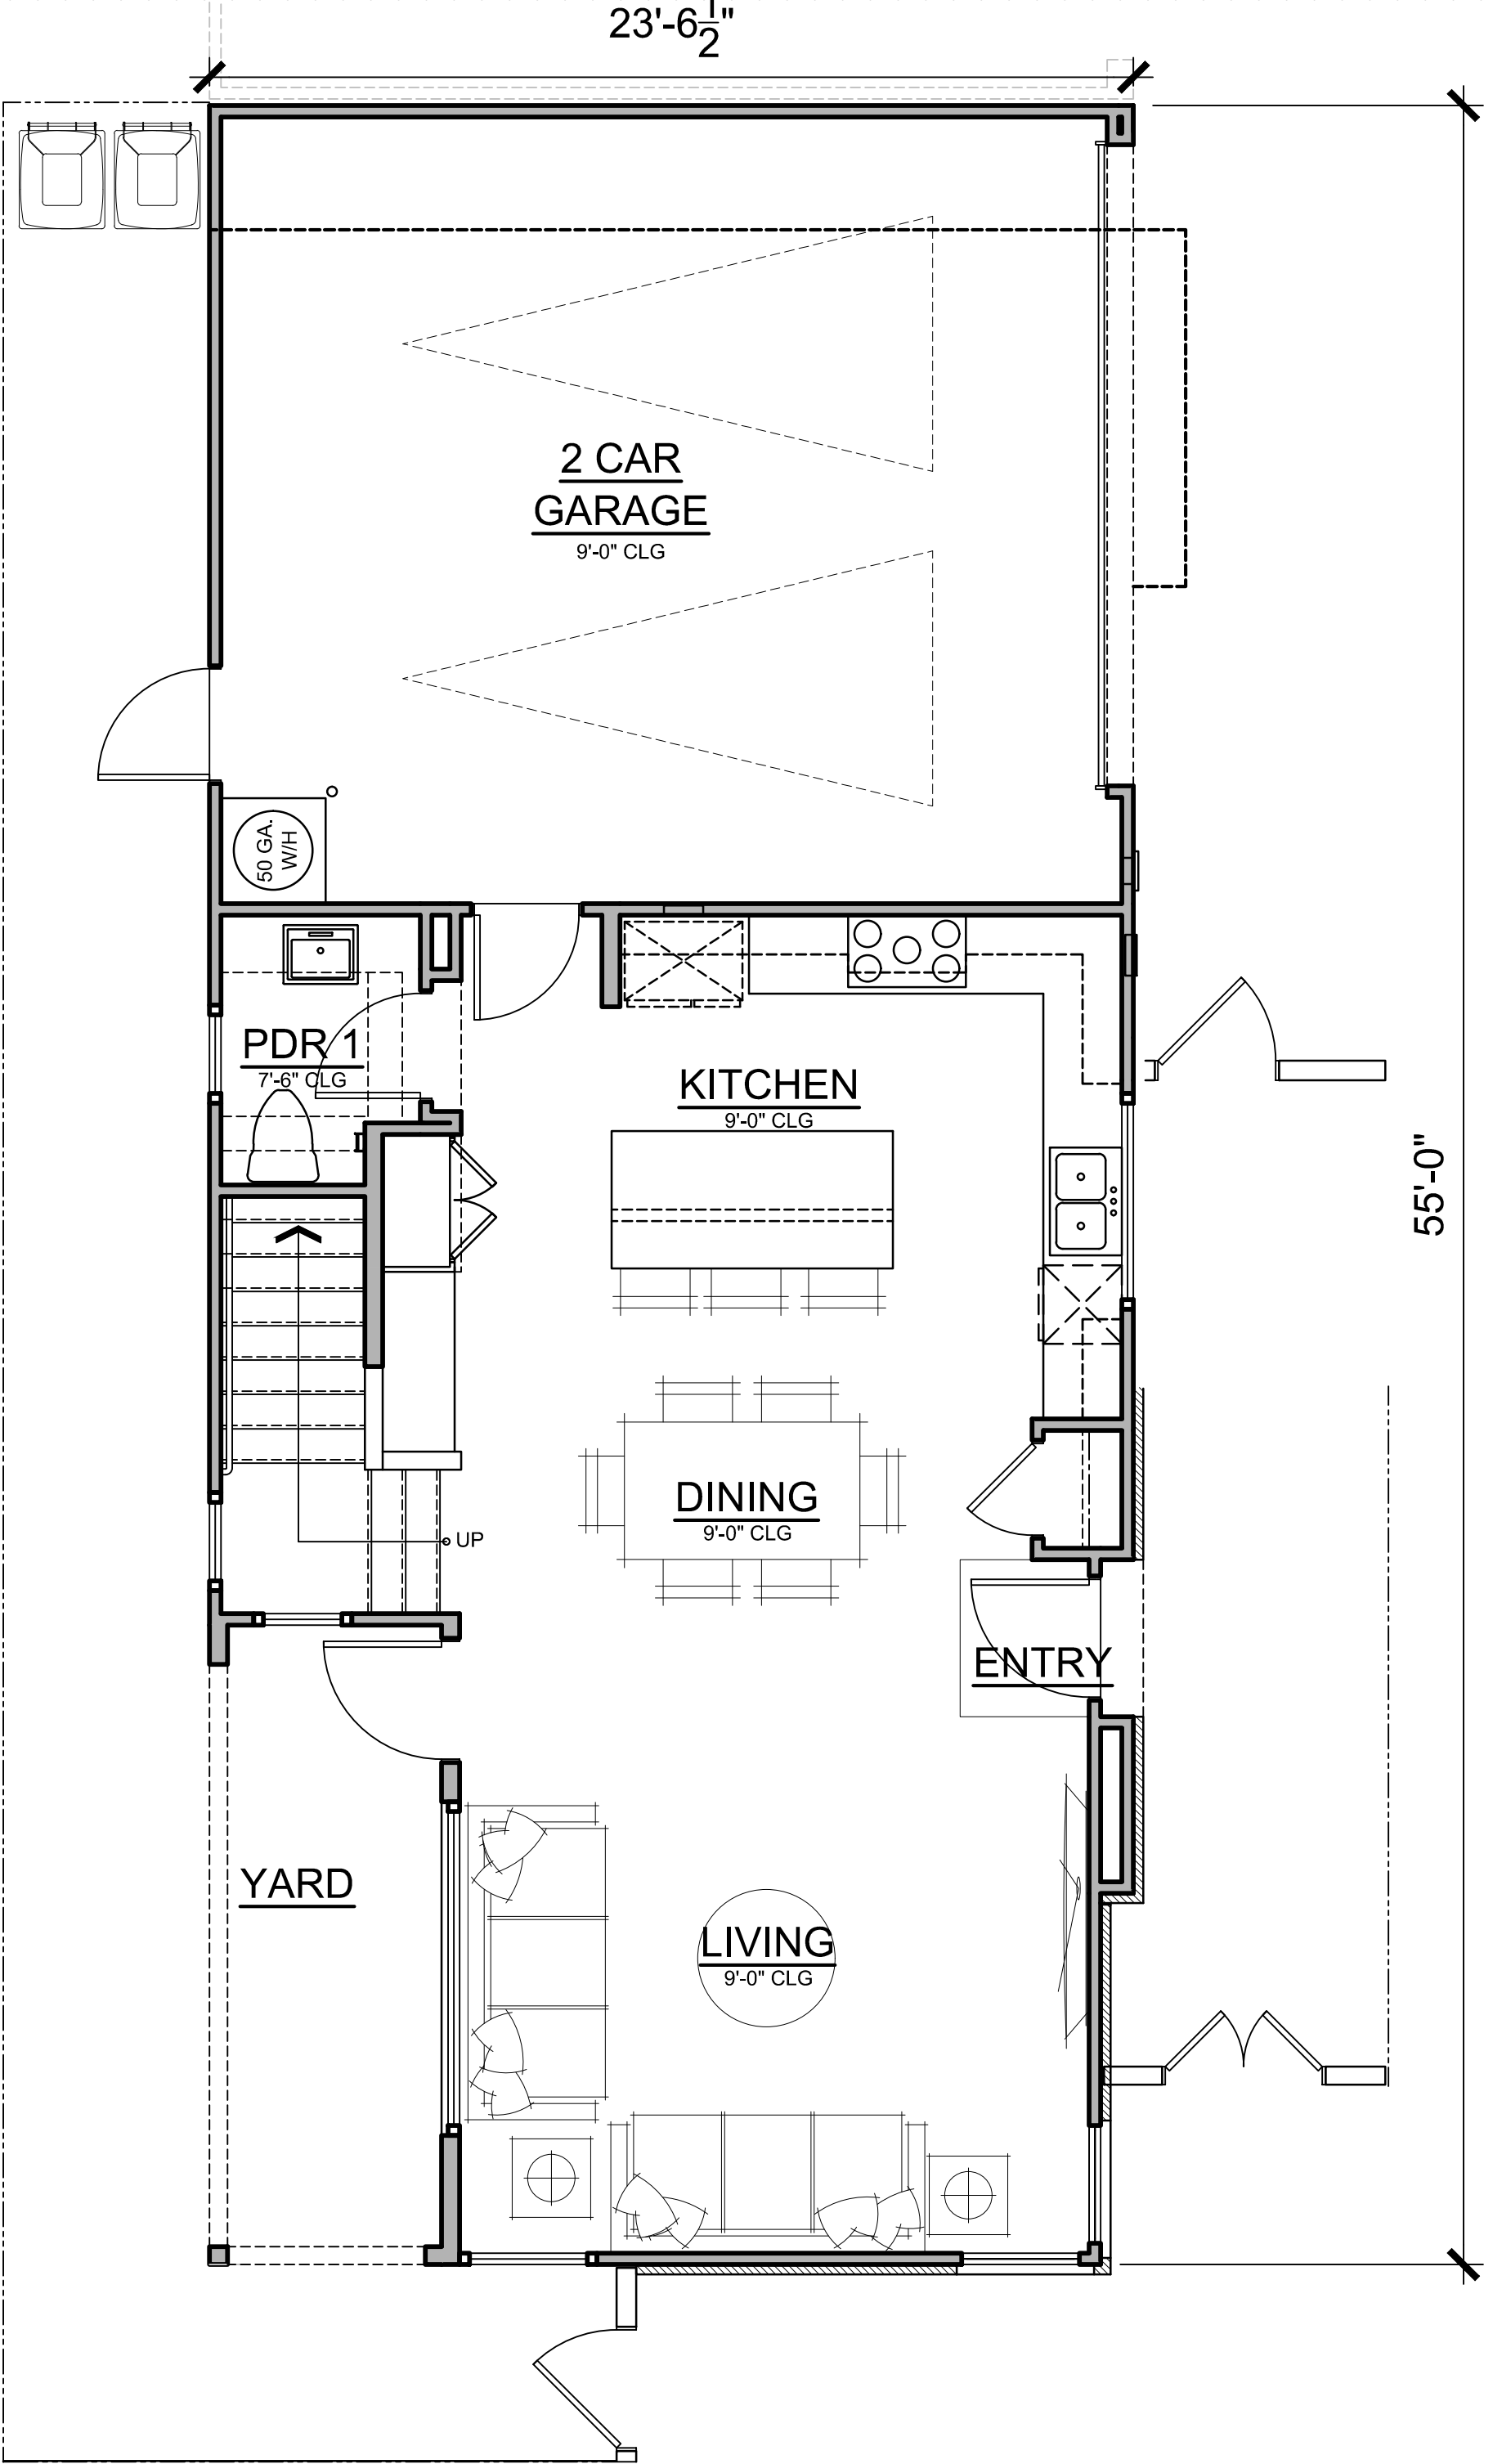 23'-6 1/2"
2 CAR
GARAGE
9'-0" CLG
50 GA.
W/H
PDR 1
7'-6" CLG
KITCHEN
9'-0" CLG
55'-0"
DINING
9'-0" CLG
UP
ENTRY
YARD
LIVING
9'-0" CLG